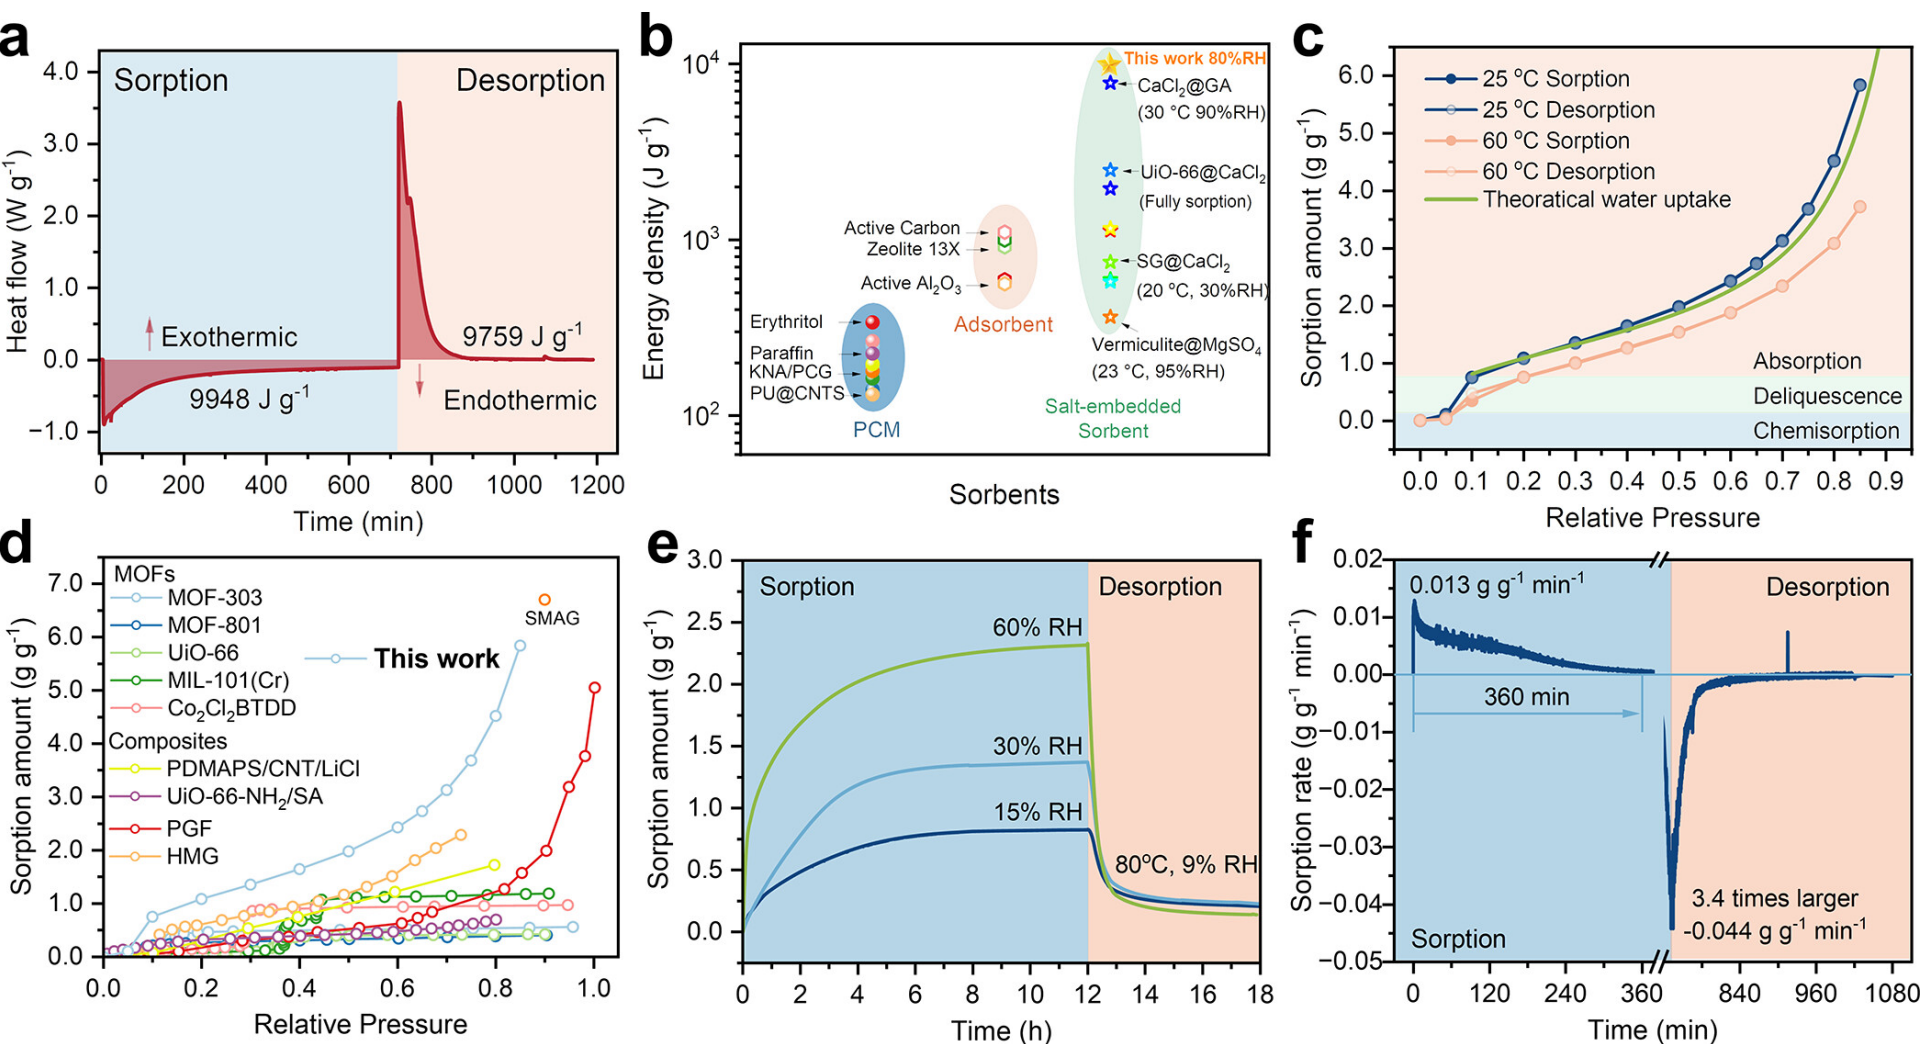 a
Sorption
Desorption
Exothermic
9948 J g-1
9759 J g-1
Endothermic
4.0
3.0
2.0
1.0
0.0
−1.0
Heat flow (W g-1)
0 200 400 600 800 1000 1200
Time (min)
b
This work 80%RH
CaCl2@GA
(30 °C 90%RH)
UiO-66@CaCl2
(Fully sorption)
SG@CaCl2
(20 °C, 30%RH)
Vermiculite@MgSO4
(23 °C, 95%RH)
Salt-embedded
Sorbent
Active Carbon
Zeolite 13X
Active Al2O3
Adsorbent
Erythritol
Paraffin
KNA/PCG
PU@CNTS
PCM
10^4
10^3
10^2
Energy density (J g-1)
Sorbents
c
25 °C Sorption
25 °C Desorption
60 °C Sorption
60 °C Desorption
Theoratical water uptake
Absorption
Deliquescence
Chemisorption
6.0
5.0
4.0
3.0
2.0
1.0
0.0
Sorption amount (g g-1)
0.0 0.1 0.2 0.3 0.4 0.5 0.6 0.7 0.8 0.9
Relative Pressure
d
MOFs
MOF-303
MOF-801
UiO-66
MIL-101(Cr)
Co2Cl2BTDD
Composites
PDMAPS/CNT/LiCl
UiO-66-NH2/SA
PGF
HMG
This work
SMAG
7.0
6.0
5.0
4.0
3.0
2.0
1.0
0.0
Sorption amount (g g-1)
0.0 0.2 0.4 0.6 0.8 1.0
Relative Pressure
e
Sorption
Desorption
60% RH
30% RH
15% RH
80°C, 9% RH
3.0
2.5
2.0
1.5
1.0
0.5
0.0
Sorption amount (g g-1)
0 2 4 6 8 10 12 14 16 18
Time (h)
f
0.013 g g-1 min-1
Desorption
360 min
3.4 times larger
-0.044 g g-1 min-1
Sorption
0.02
0.01
0.00
−0.01
−0.02
−0.03
−0.04
−0.05
Sorption rate (g g-1 min-1)
0 120 240 360 840 960 1080
Time (min)